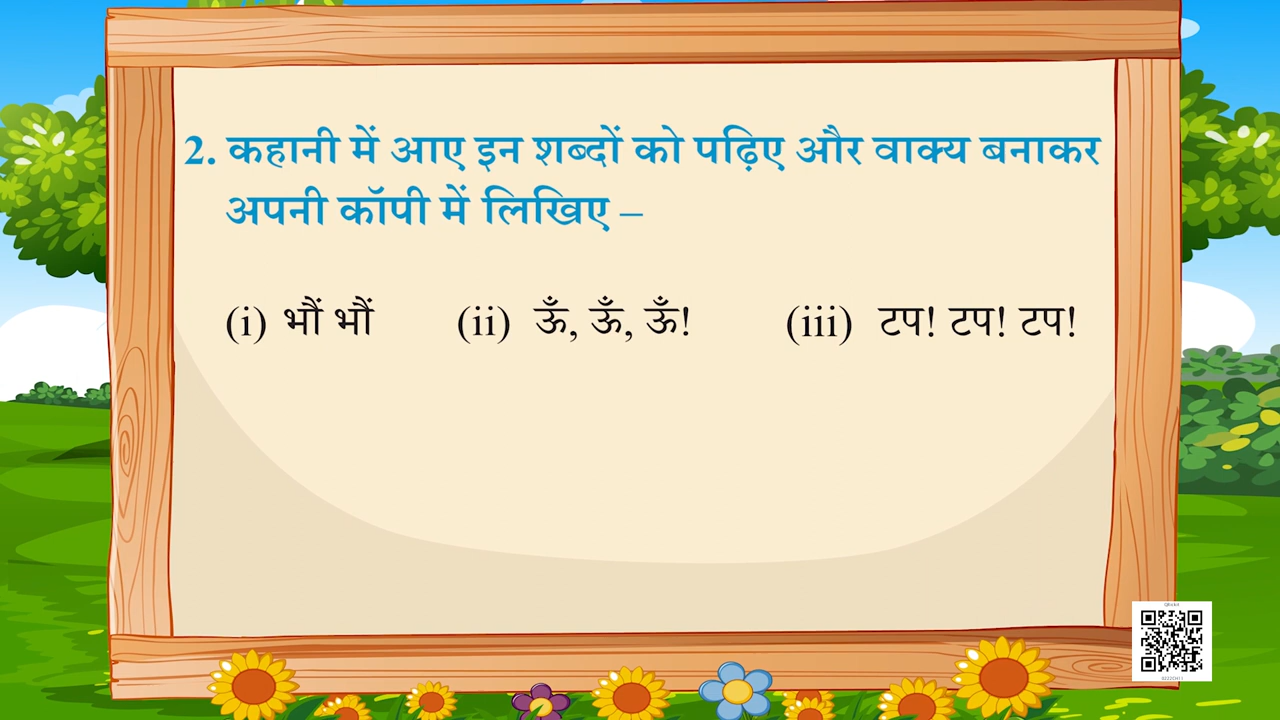 2. कहानी में आए इन शब्दों को पढ़िए और वाक्य बनाकर
अपनी कॉपी में लिखिए –
(i) भौं भौं (ii) ऊँ, ऊँ, ऊँ! (iii) टप! टप! टप!